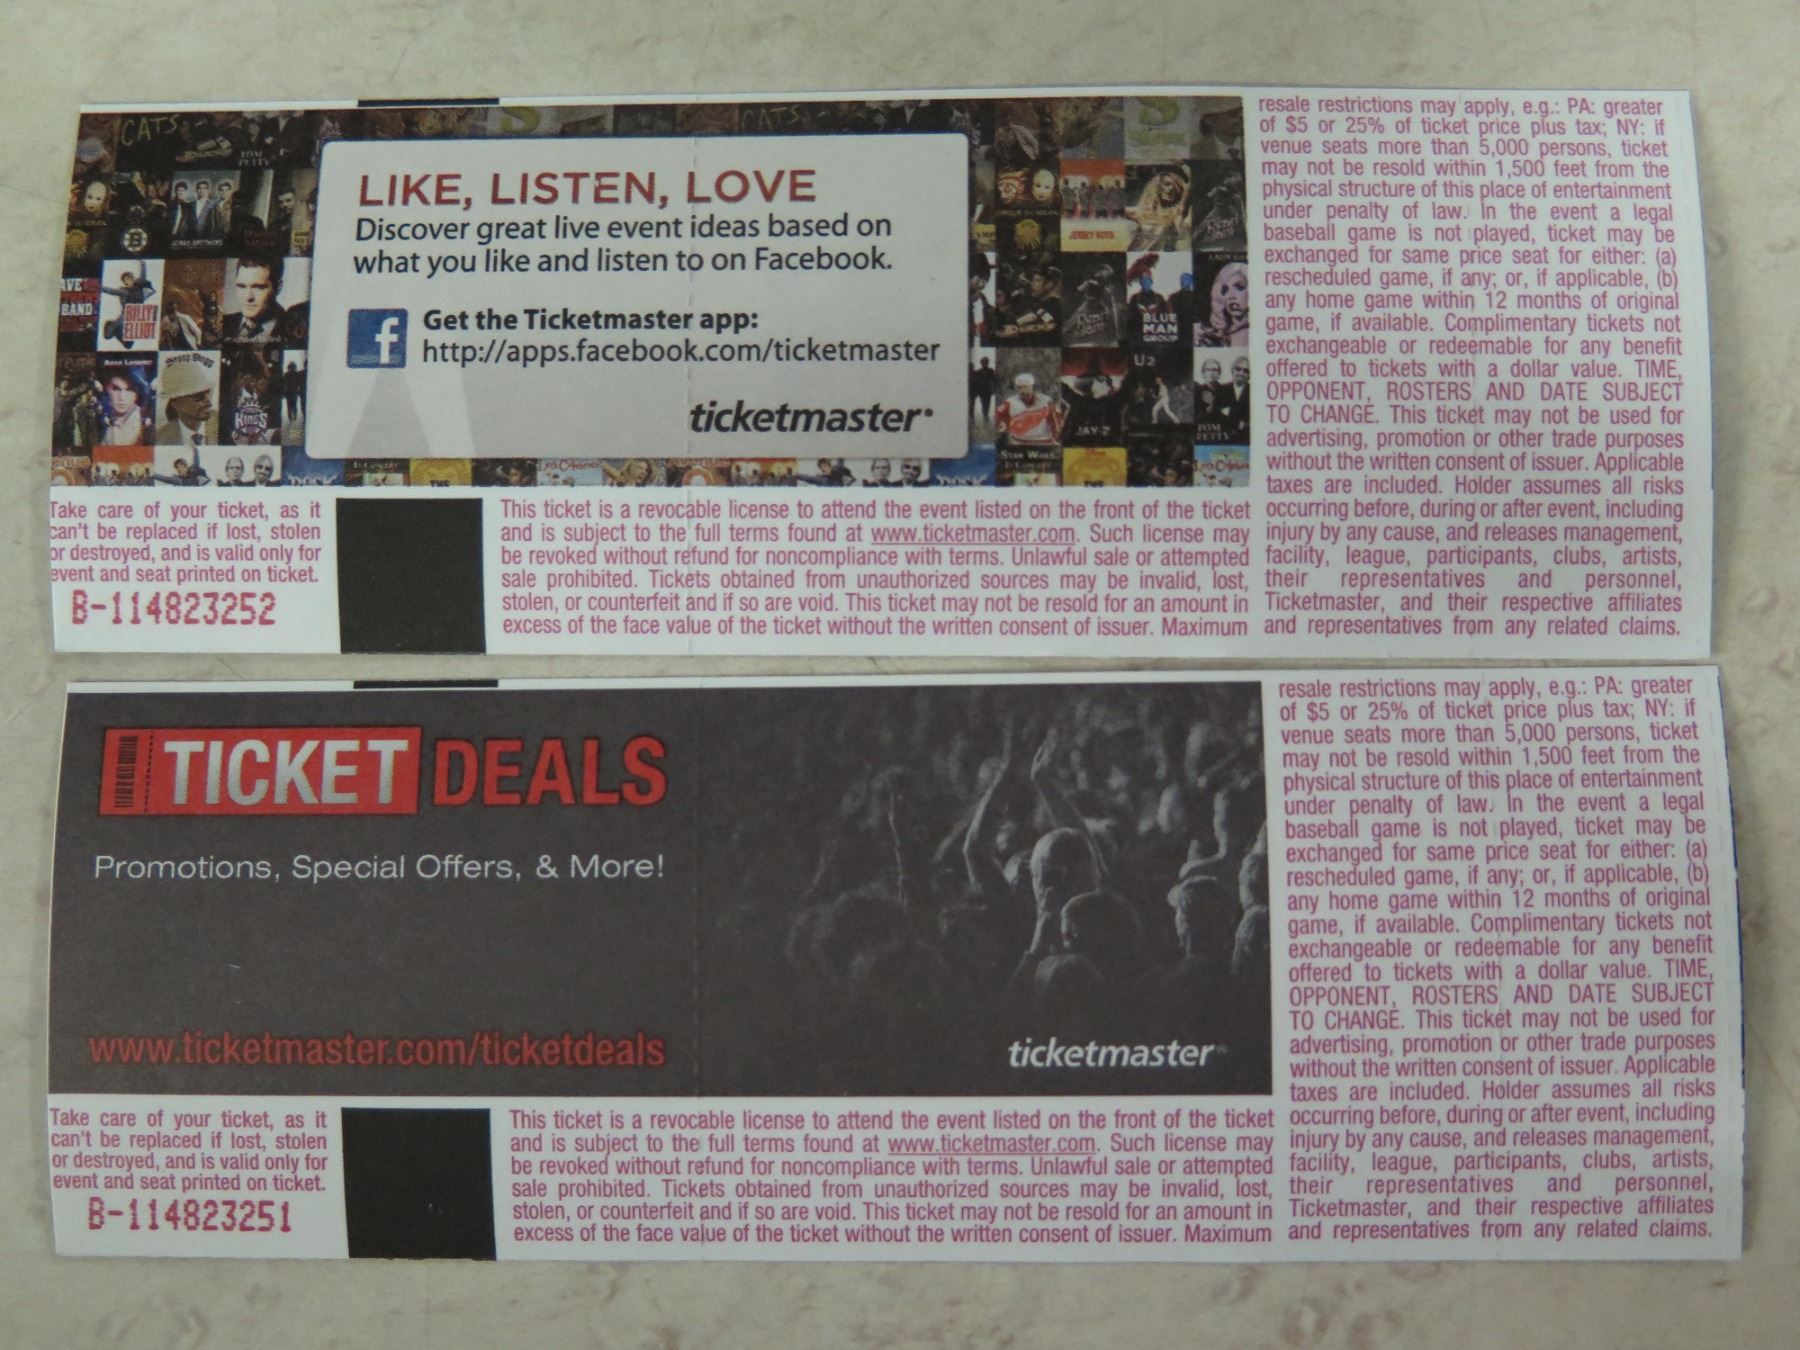 CATS
CATS
TOM PETTY
JONAS BROTHERS
JERSEY BOYS
BAND
BILLY
ELLIOT
BLUE
MAN
GROUP
U2
Snoop Dogg
KINGS
JAY-Z
TOM
PETTY
STAR WARS
IN CONCERT
LIKE, LISTEN, LOVE
Discover great live event ideas based on
what you like and listen to on Facebook.
f
Get the Ticketmaster app:
http://apps.facebook.com/ticketmaster
ticketmaster
Take care of your ticket, as it
can't be replaced if lost, stolen
or destroyed, and is valid only for
event and seat printed on ticket.
B-114823252
This ticket is a revocable license to attend the event listed on the front of the ticket
and is subject to the full terms found at www.ticketmaster.com. Such license may
be revoked without refund for noncompliance with terms. Unlawful sale or attempted
sale prohibited. Tickets obtained from unauthorized sources may be invalid, lost,
stolen, or counterfeit and if so are void. This ticket may not be resold for an amount in
excess of the face value of the ticket without the written consent of issuer. Maximum
resale restrictions may apply, e.g.: PA: greater
of $5 or 25% of ticket price plus tax; NY: if
venue seats more than 5,000 persons, ticket
may not be resold within 1,500 feet from the
physical structure of this place of entertainment
under penalty of law. In the event a legal
baseball game is not played, ticket may be
exchanged for same price seat for either: (a)
rescheduled game, if any; or, if applicable, (b)
any home game within 12 months of original
game, if available. Complimentary tickets not
exchangeable or redeemable for any benefit
offered to tickets with a dollar value. TIME,
OPPONENT, ROSTERS AND DATE SUBJECT
TO CHANGE. This ticket may not be used for
advertising, promotion or other trade purposes
without the written consent of issuer. Applicable
taxes are included. Holder assumes all risks
occurring before, during or after event, including
injury by any cause, and releases management,
facility, league, participants, clubs, artists,
their representatives and personnel,
Ticketmaster, and their respective affiliates
and representatives from any related claims.
TICKET DEALS
Promotions, Special Offers, & More!
www.ticketmaster.com/ticketdeals
ticketmaster
Take care of your ticket, as it
can't be replaced if lost, stolen
or destroyed, and is valid only for
event and seat printed on ticket.
B-114823251
This ticket is a revocable license to attend the event listed on the front of the ticket
and is subject to the full terms found at www.ticketmaster.com. Such license may
be revoked without refund for noncompliance with terms. Unlawful sale or attempted
sale prohibited. Tickets obtained from unauthorized sources may be invalid, lost,
stolen, or counterfeit and if so are void. This ticket may not be resold for an amount in
excess of the face value of the ticket without the written consent of issuer. Maximum
resale restrictions may apply, e.g.: PA: greater
of $5 or 25% of ticket price plus tax; NY: if
venue seats more than 5,000 persons, ticket
may not be resold within 1,500 feet from the
physical structure of this place of entertainment
under penalty of law. In the event a legal
baseball game is not played, ticket may be
exchanged for same price seat for either: (a)
rescheduled game, if any; or, if applicable, (b)
any home game within 12 months of original
game, if available. Complimentary tickets not
exchangeable or redeemable for any benefit
offered to tickets with a dollar value. TIME,
OPPONENT, ROSTERS AND DATE SUBJECT
TO CHANGE. This ticket may not be used for
advertising, promotion or other trade purposes
without the written consent of issuer. Applicable
taxes are included. Holder assumes all risks
occurring before, during or after event, including
injury by any cause, and releases management,
facility, league, participants, clubs, artists,
their representatives and personnel,
Ticketmaster, and their respective affiliates
and representatives from any related claims.